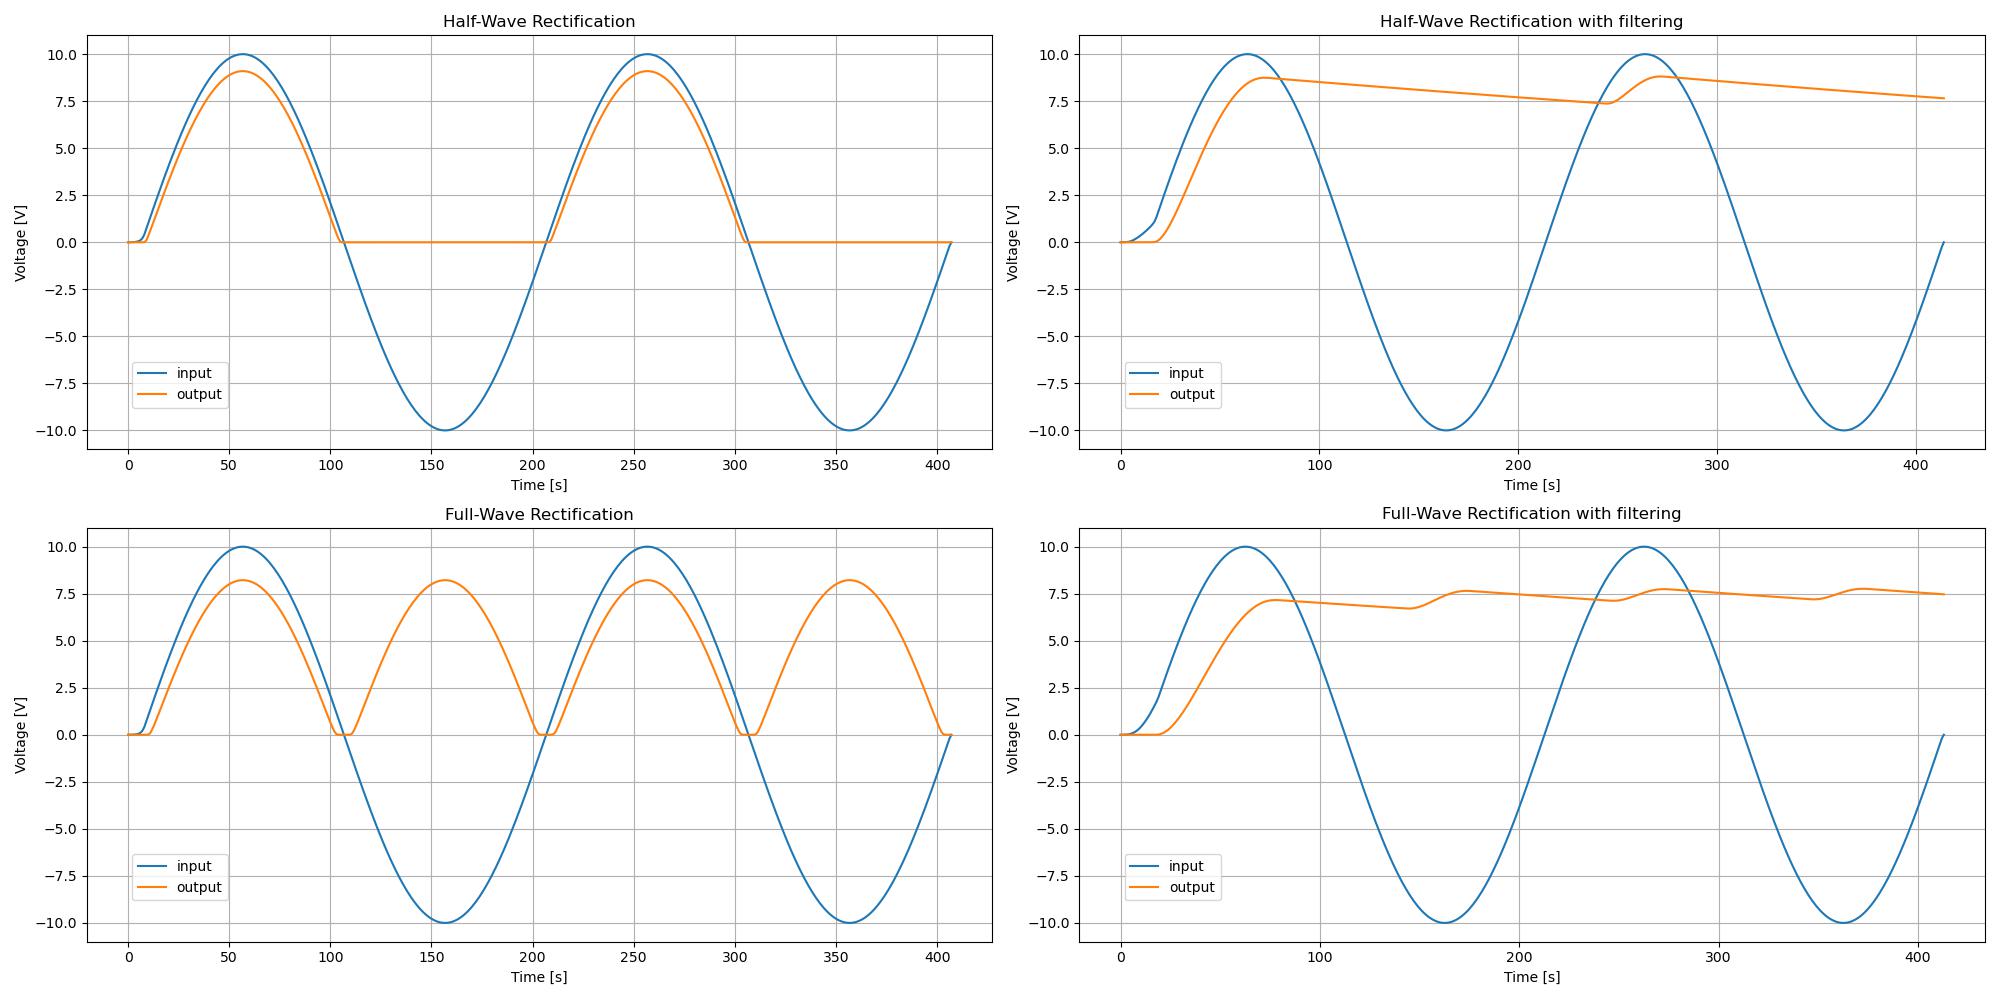 Half-Wave Rectification
Voltage [V]
10.0
7.5
5.0
2.5
0.0
−2.5
−5.0
−7.5
−10.0
input
output
0 50 100 150 200 250 300 350 400
Time [s]
Half-Wave Rectification with filtering
Voltage [V]
10.0
7.5
5.0
2.5
0.0
−2.5
−5.0
−7.5
−10.0
input
output
0 100 200 300 400
Time [s]
Full-Wave Rectification
Voltage [V]
10.0
7.5
5.0
2.5
0.0
−2.5
−5.0
−7.5
−10.0
input
output
0 50 100 150 200 250 300 350 400
Time [s]
Full-Wave Rectification with filtering
Voltage [V]
10.0
7.5
5.0
2.5
0.0
−2.5
−5.0
−7.5
−10.0
input
output
0 100 200 300 400
Time [s]